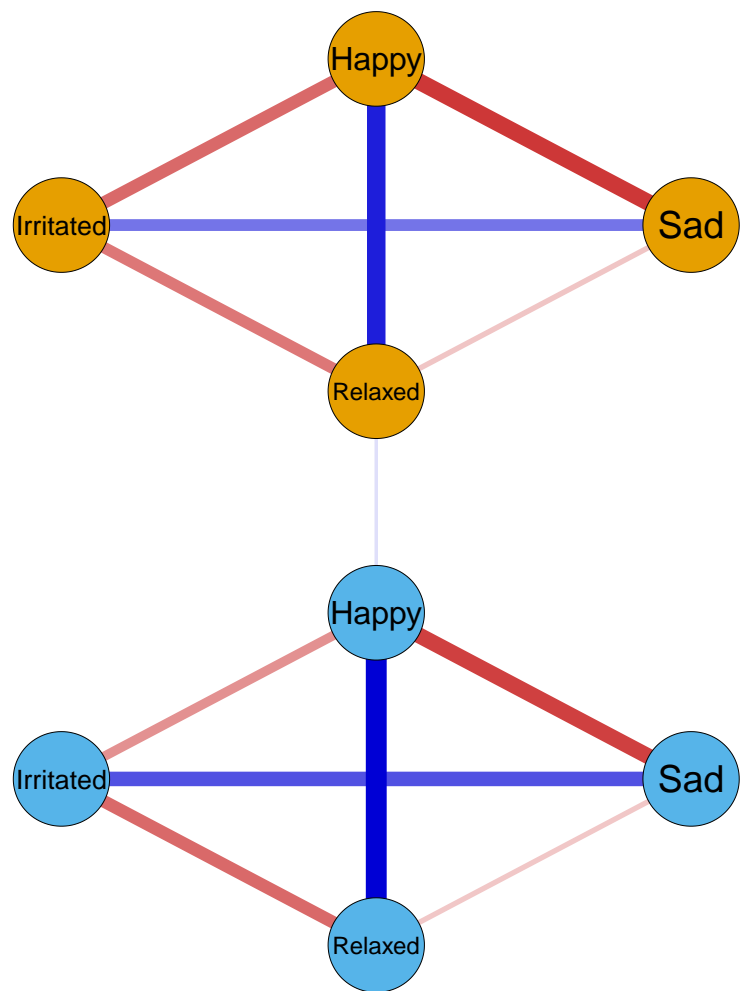 Happy
Irritated
Sad
Relaxed
Happy
Irritated
Sad
Relaxed